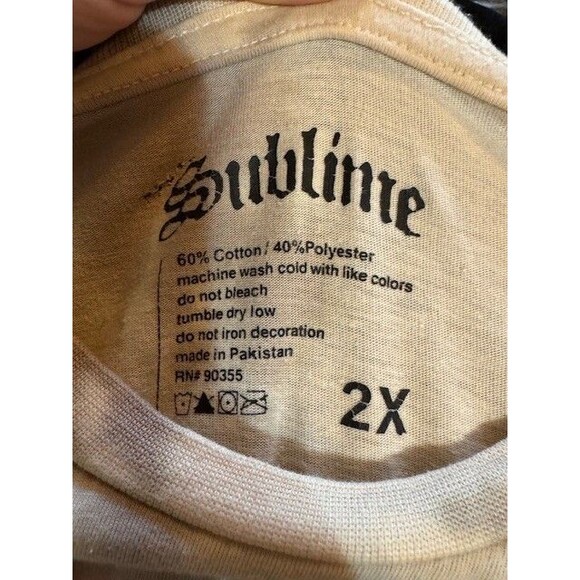 Sublime
60% Cotton/ 40%Polyester
machine wash cold with like colors
do not bleach
tumble dry low
do not iron decoration
made in Pakistan
RN# 90355
2X